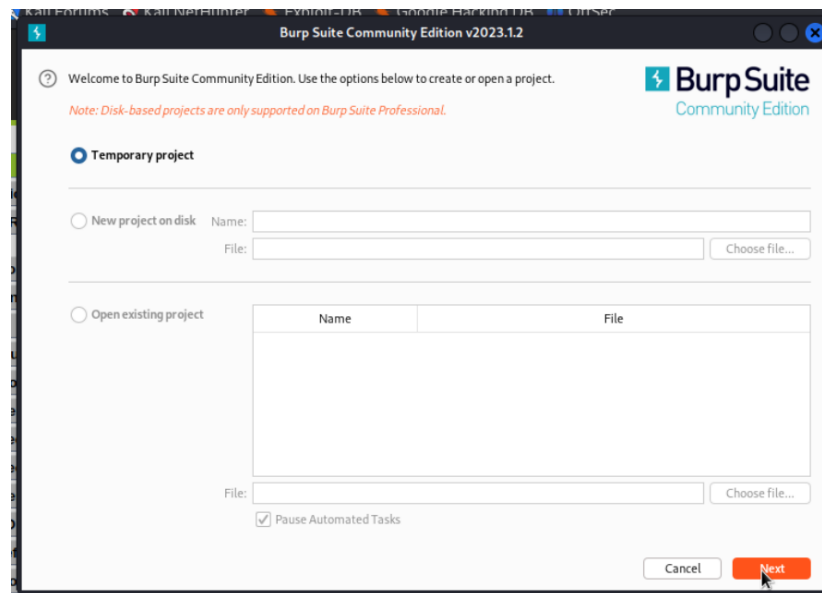 Kali Forums Kali NetHunter Exploit-DB Google Hacking DB OffSec
Burp Suite Community Edition v2023.1.2
Welcome to Burp Suite Community Edition. Use the options below to create or open a project.
Note: Disk-based projects are only supported on Burp Suite Professional.
Burp Suite
Community Edition
Temporary project
New project on disk Name:
File: Choose file...
Open existing project
Name File
File: Choose file...
Pause Automated Tasks
Cancel Next